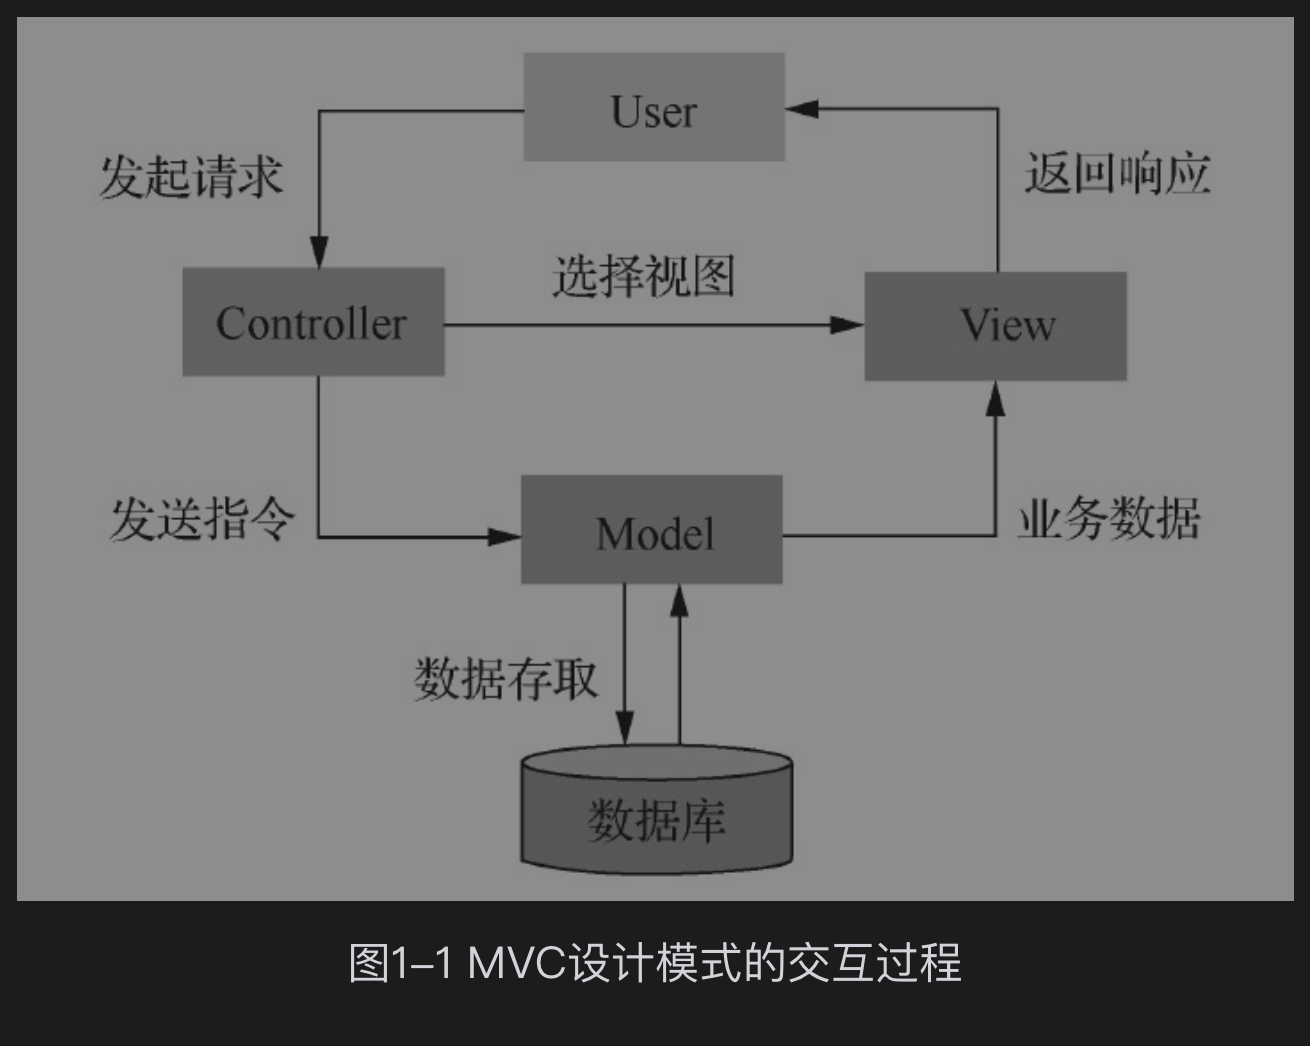 User
发起请求
返回响应
选择视图
Controller
View
发送指令
Model
业务数据
数据存取
数据库
图1-1 MVC设计模式的交互过程